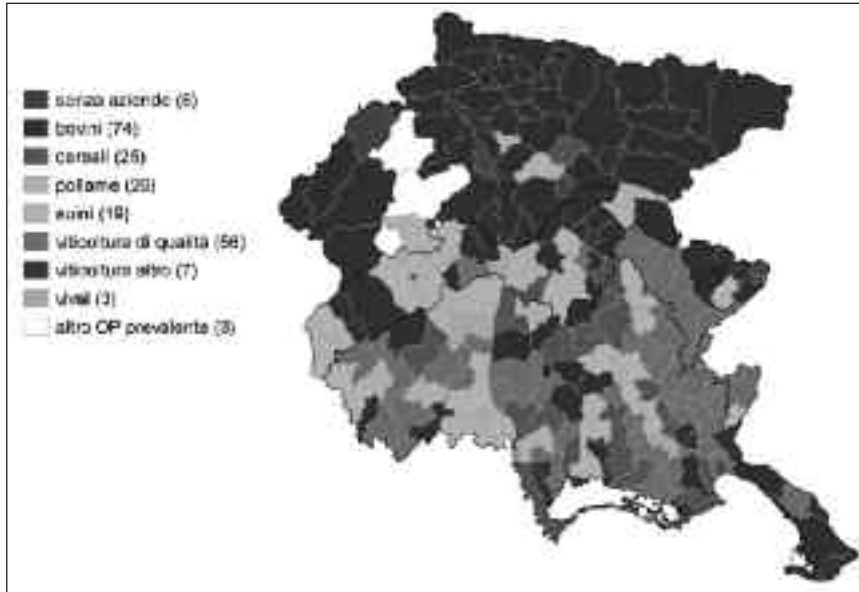 senza aziende (6)
bovini (74)
cereali (25)
pollame (20)
suini (19)
viticoltura di qualità (56)
viticoltura altro (7)
vivai (3)
altro OP prevalente (3)